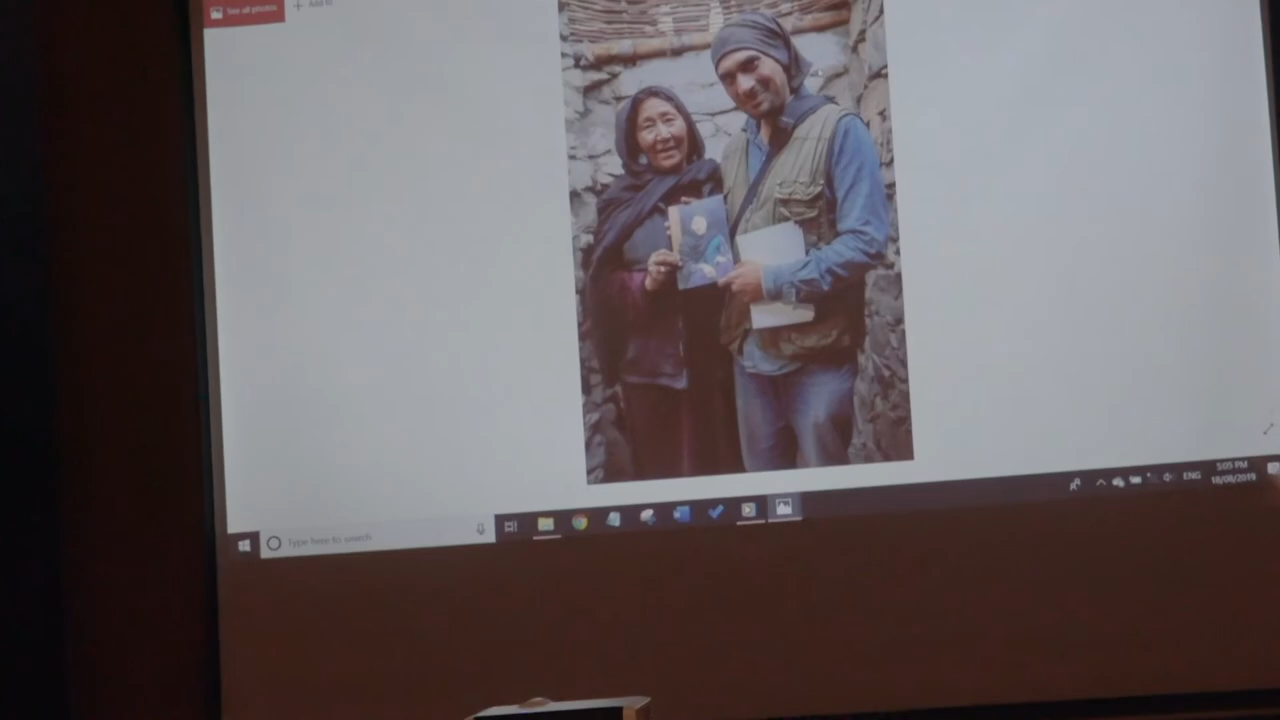 See all photos
Add to
Type here to search
ENG
5:05 PM
18/08/2019